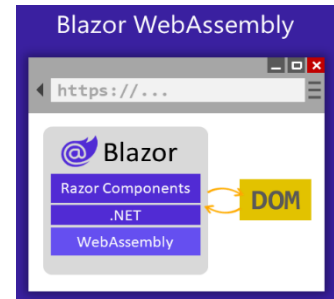 Blazor WebAssembly
https://...
@ Blazor
Razor Components
.NET
WebAssembly
DOM